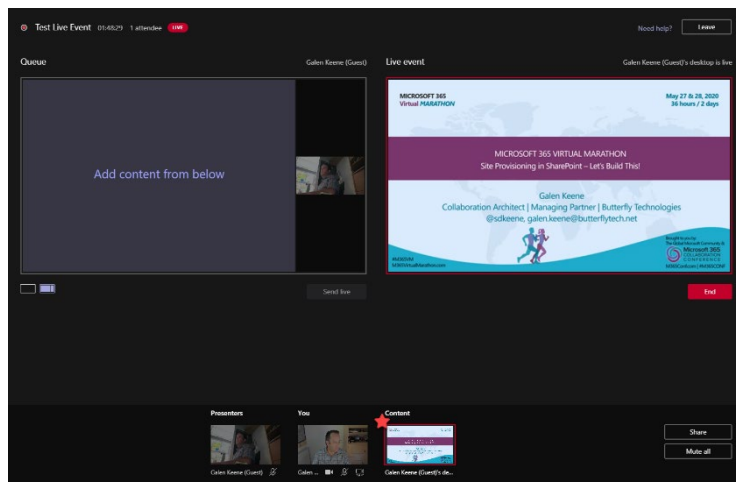 Test Live Event 01:48:29 1 attendee LIVE
Need help?
Leave
Queue
Galen Keene (Guest)
Live event
Galen Keene (Guest)'s desktop is live
Add content from below
MICROSOFT 365
Virtual MARATHON
May 27 & 28, 2020
36 hours / 2 days
MICROSOFT 365 VIRTUAL MARATHON
Site Provisioning in SharePoint – Let's Build This!
Galen Keene
Collaboration Architect | Managing Partner | Butterfly Technologies
@sdkeene, galen.keene@butterflytech.net
Microsoft 365
COLLABORATION
CONFERENCE
Send live
End
Presenters
You
Content
Galen Keene (Guest)
Galen ...
Galen Keene (Guest)'s de...
Share
Mute all